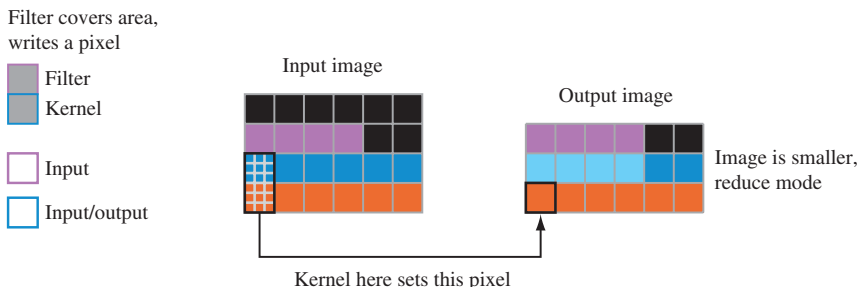 Filter covers area,
writes a pixel
Filter
Kernel
Input
Input/output
Input image
Output image
Image is smaller,
reduce mode
Kernel here sets this pixel